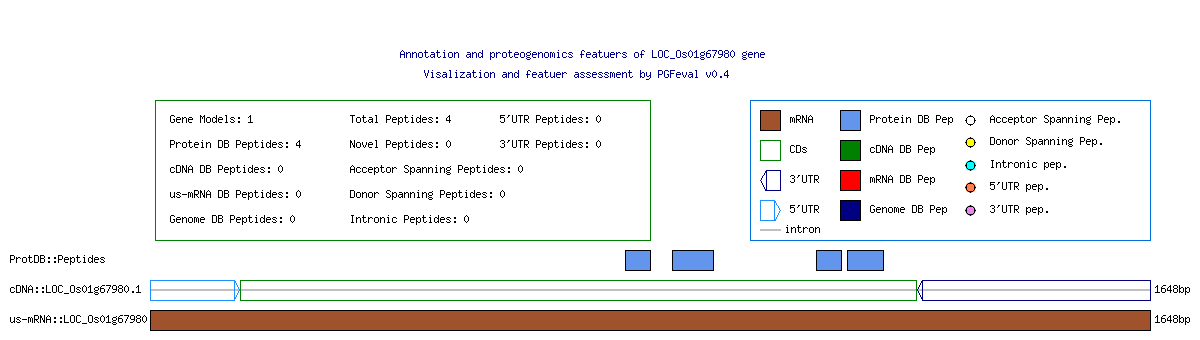 Annotation and proteogenomics featuers of LOC_Os01g67980 gene
Visalization and featuer assessment by PGFeval v0.4
Gene Models: 1 Total Peptides: 4 5'UTR Peptides: 0
Protein DB Peptides: 4 Novel Peptides: 0 3'UTR Peptides: 0
cDNA DB Peptides: 0 Acceptor Spanning Peptides: 0
us-mRNA DB Peptides: 0 Donor Spanning Peptides: 0
Genome DB Peptides: 0 Intronic Peptides: 0
mRNA Protein DB Pep Acceptor Spanning Pep.
CDs cDNA DB Pep Donor Spanning Pep.
3'UTR mRNA DB Pep Intronic pep.
5'UTR Genome DB Pep 5'UTR pep.
intron 3'UTR pep.
ProtDB::Peptides
cDNA::LOC_Os01g67980.1 1648bp
us-mRNA::LOC_Os01g67980 1648bp